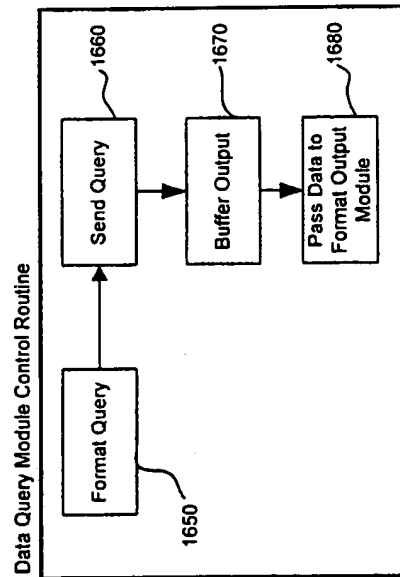 Data Query Module Control Routine
Format Query
1650
Send Query
1660
Buffer Output
1670
Pass Data to
Format Output
Module
1680